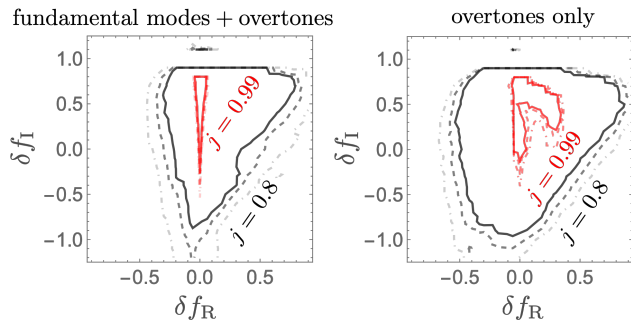 fundamental modes + overtones
overtones only
δf_I
1.0
0.5
0.0
-0.5
-1.0
j = 0.99
j = 0.8
-0.5 0.0 0.5
δf_R
δf_I
1.0
0.5
0.0
-0.5
-1.0
j = 0.99
j = 0.8
-0.5 0.0 0.5
δf_R